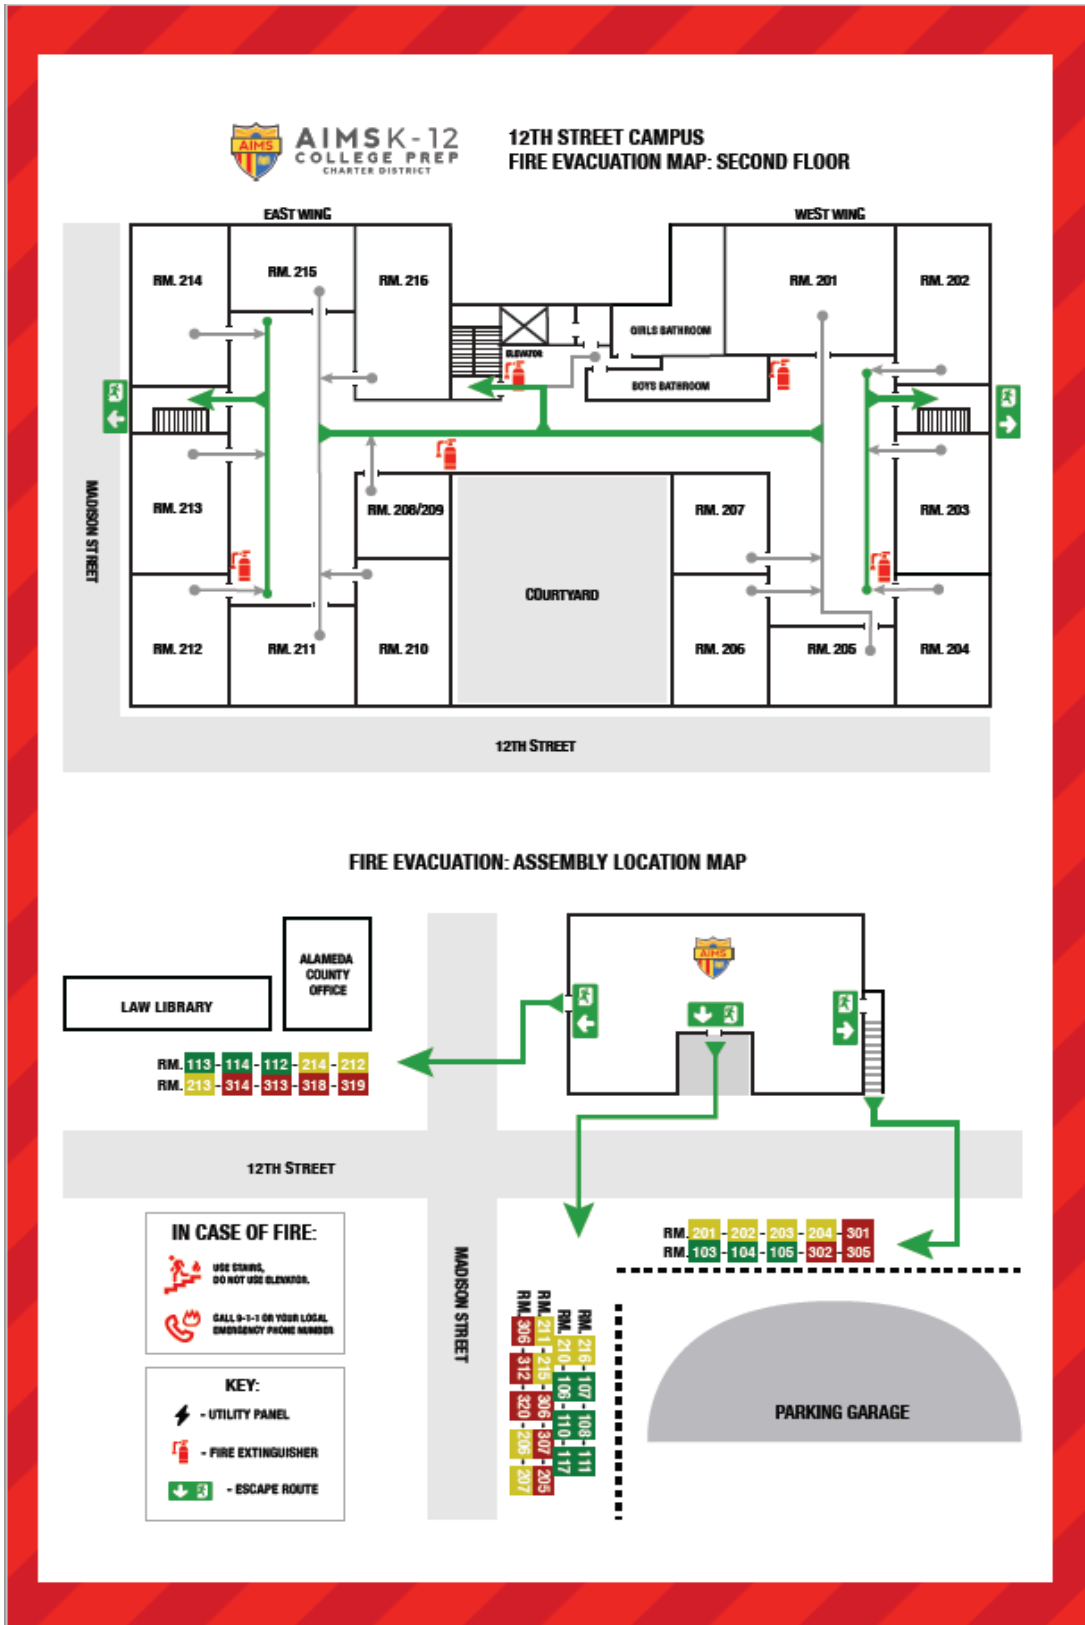 AIMS
AIMS K-12
COLLEGE PREP
CHARTER DISTRICT
12TH STREET CAMPUS
FIRE EVACUATION MAP: SECOND FLOOR
EAST WING
WEST WING
RM. 214
RM. 215
RM. 216
RM. 201
RM. 202
GIRLS BATHROOM
ELEVATOR
BOYS BATHROOM
MADISON STREET
RM. 213
RM. 208/209
RM. 207
RM. 203
COURTYARD
RM. 212
RM. 211
RM. 210
RM. 206
RM. 205
RM. 204
12TH STREET
FIRE EVACUATION: ASSEMBLY LOCATION MAP
ALAMEDA
COUNTY
OFFICE
LAW LIBRARY
AIMS
RM. 113 - 114 - 112 - 214 - 212
RM. 213 - 314 - 313 - 318 - 319
12TH STREET
RM. 201 - 202 - 203 - 204 - 301
RM. 103 - 104 - 105 - 302 - 305
IN CASE OF FIRE:
USE STAIRS,
DO NOT USE ELEVATOR.
CALL 9-1-1 OR YOUR LOCAL
EMERGENCY PHONE NUMBER
MADISON STREET
RM. 216 - 107 - 108 - 111
RM. 210 - 106 - 110 - 117
RM. 211 - 215 - 306 - 307 - 205
RM. 306 - 312 - 320 - 206 - 207
PARKING GARAGE
KEY:
- UTILITY PANEL
- FIRE EXTINGUISHER
- ESCAPE ROUTE